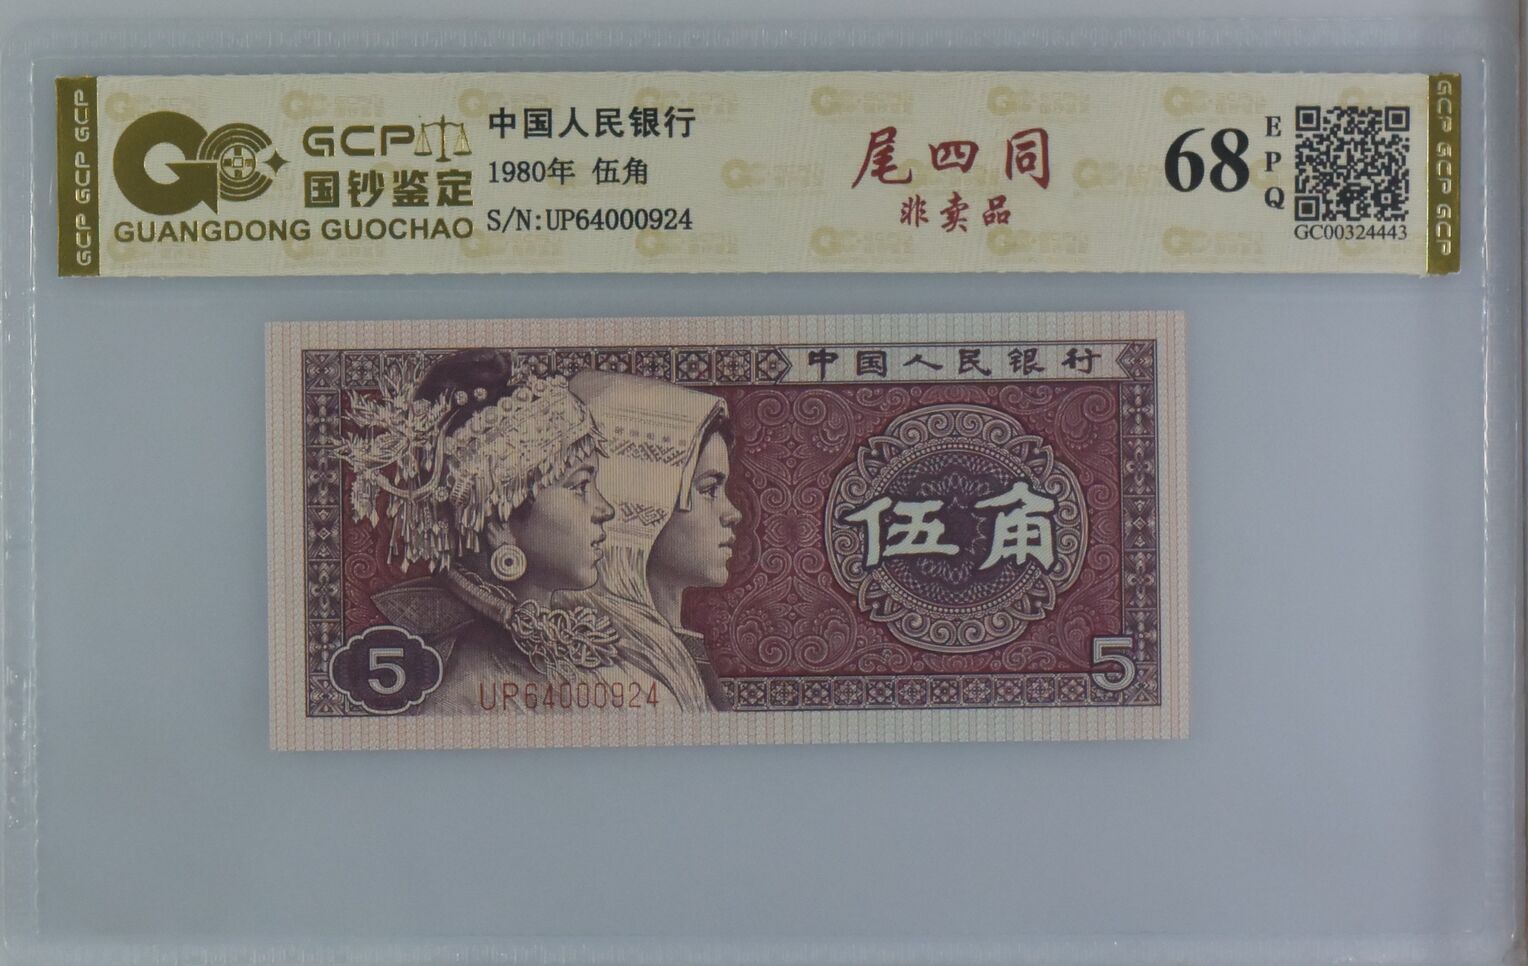 GCP GCP GCP
GCP
国钞鉴定
GUANGDONG GUOCHAO
中国人民银行
1980年 伍角
S/N:UP64000924
尾四同
非卖品
68
EPQ
GC00324443
GCP GCP GCP
中国人民银行
伍角
5
5
UP64000924